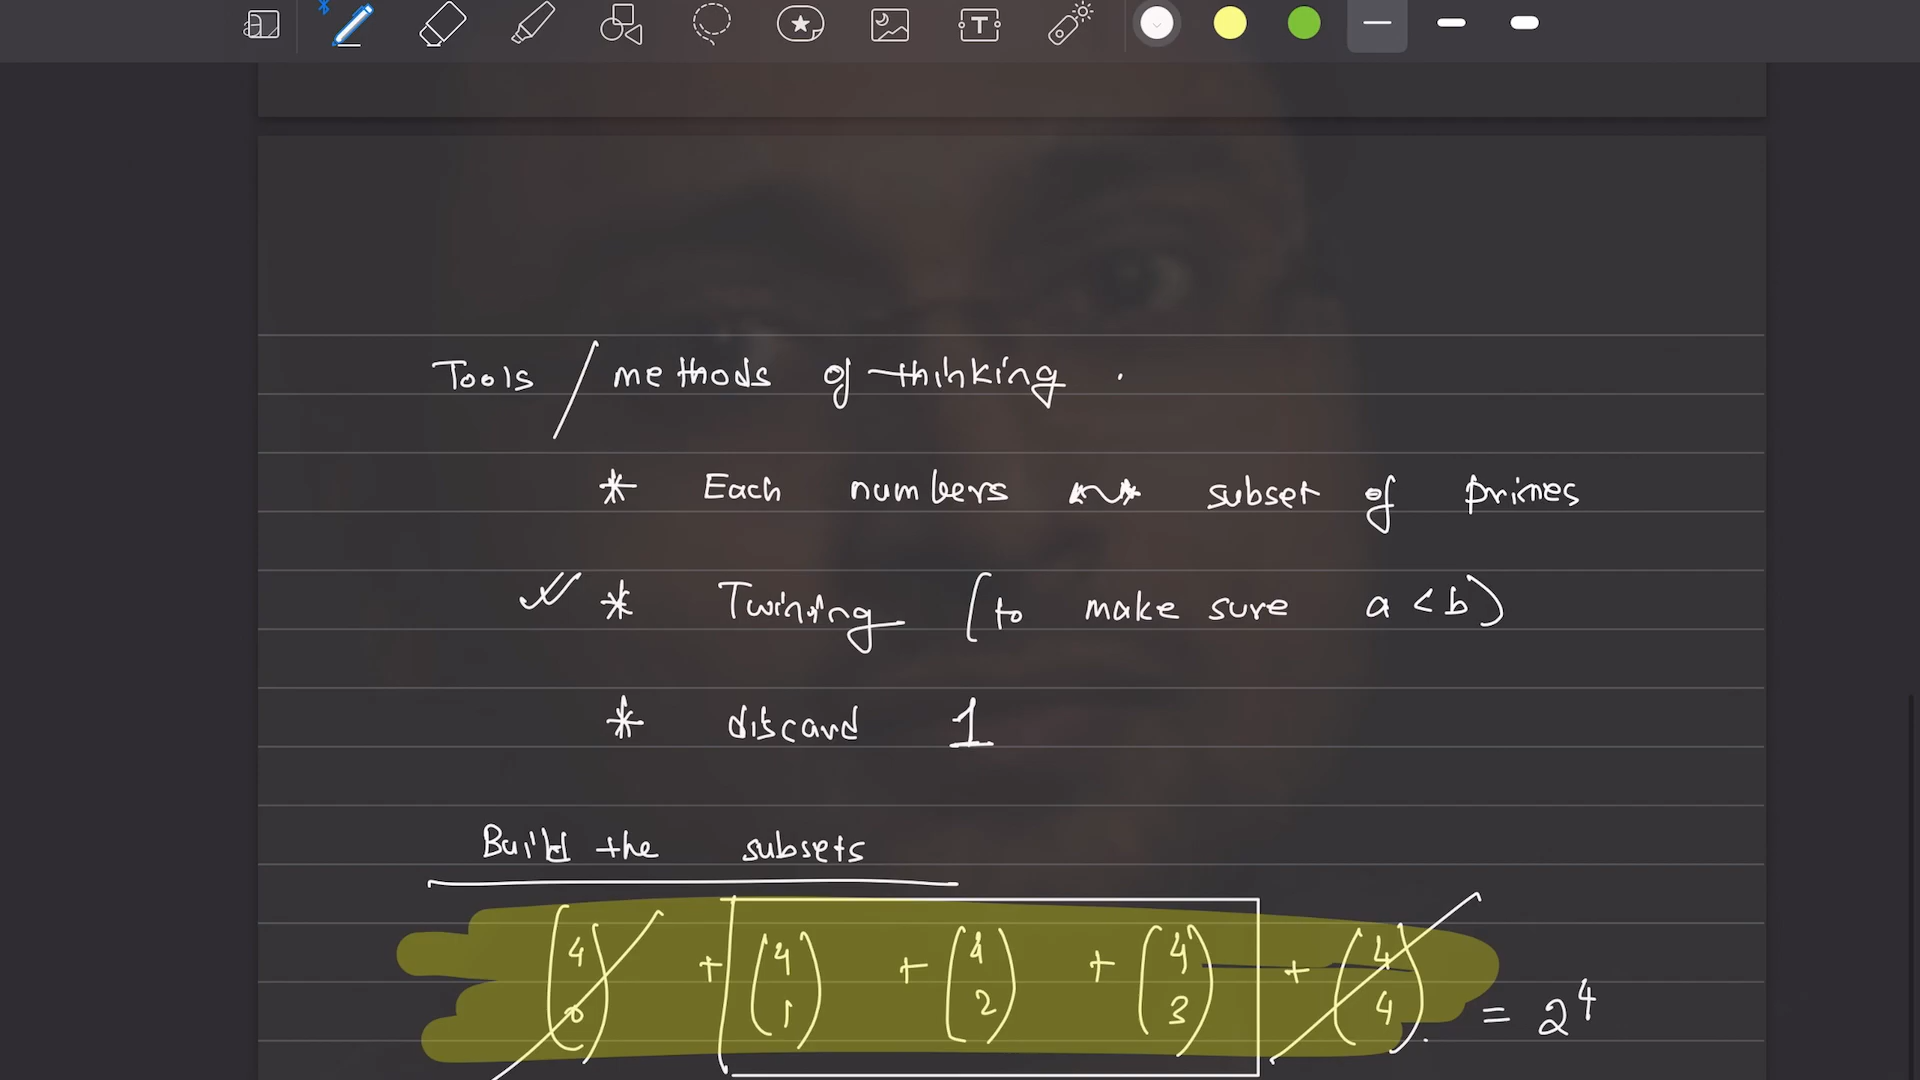 Tools / methods of thinking .
* Each numbers ↔ subset of primes
✓✓ * Twinning (to make sure a < b)
* discard 1
Build the subsets
(4 0) + (4 1) + (4 2) + (4 3) + (4 4) = 2^4